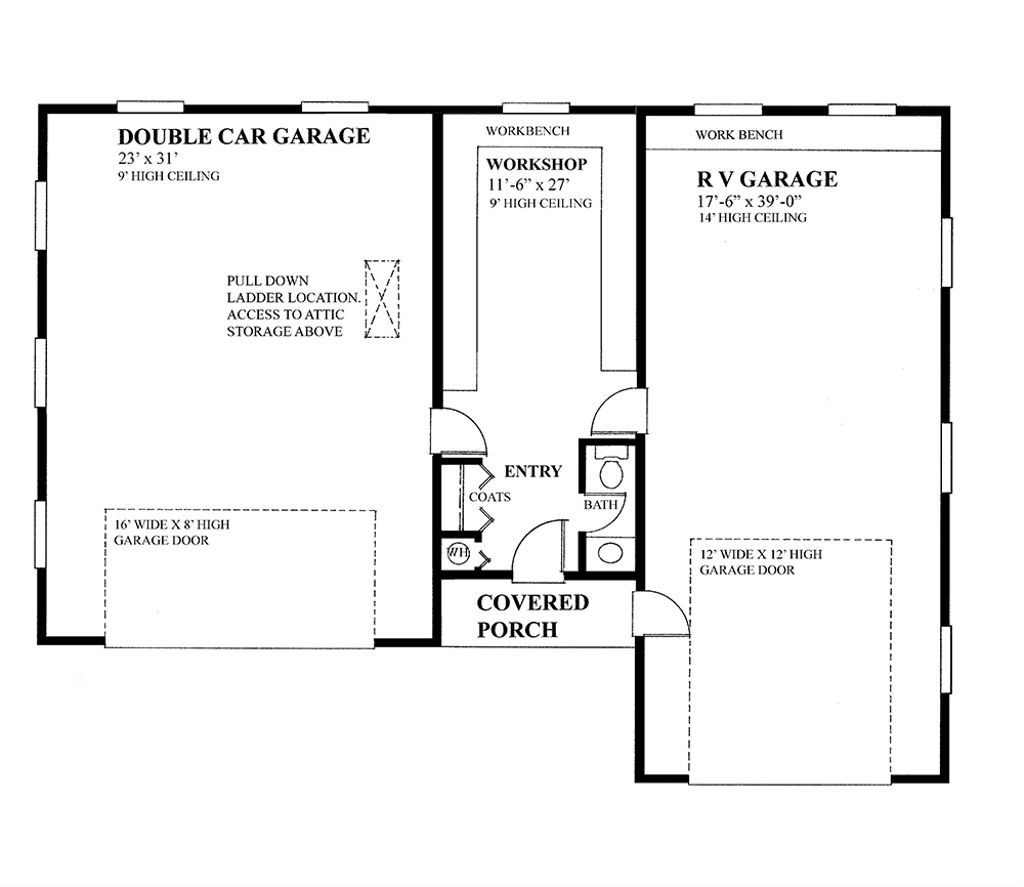 DOUBLE CAR GARAGE
23' x 31'
9' HIGH CEILING
PULL DOWN
LADDER LOCATION.
ACCESS TO ATTIC
STORAGE ABOVE
16' WIDE X 8' HIGH
GARAGE DOOR
WORKBENCH
WORKSHOP
11'-6" x 27'
9' HIGH CEILING
ENTRY
COATS
BATH
WH
COVERED
PORCH
WORK BENCH
R V GARAGE
17'-6" x 39'-0"
14' HIGH CEILING
12' WIDE X 12' HIGH
GARAGE DOOR